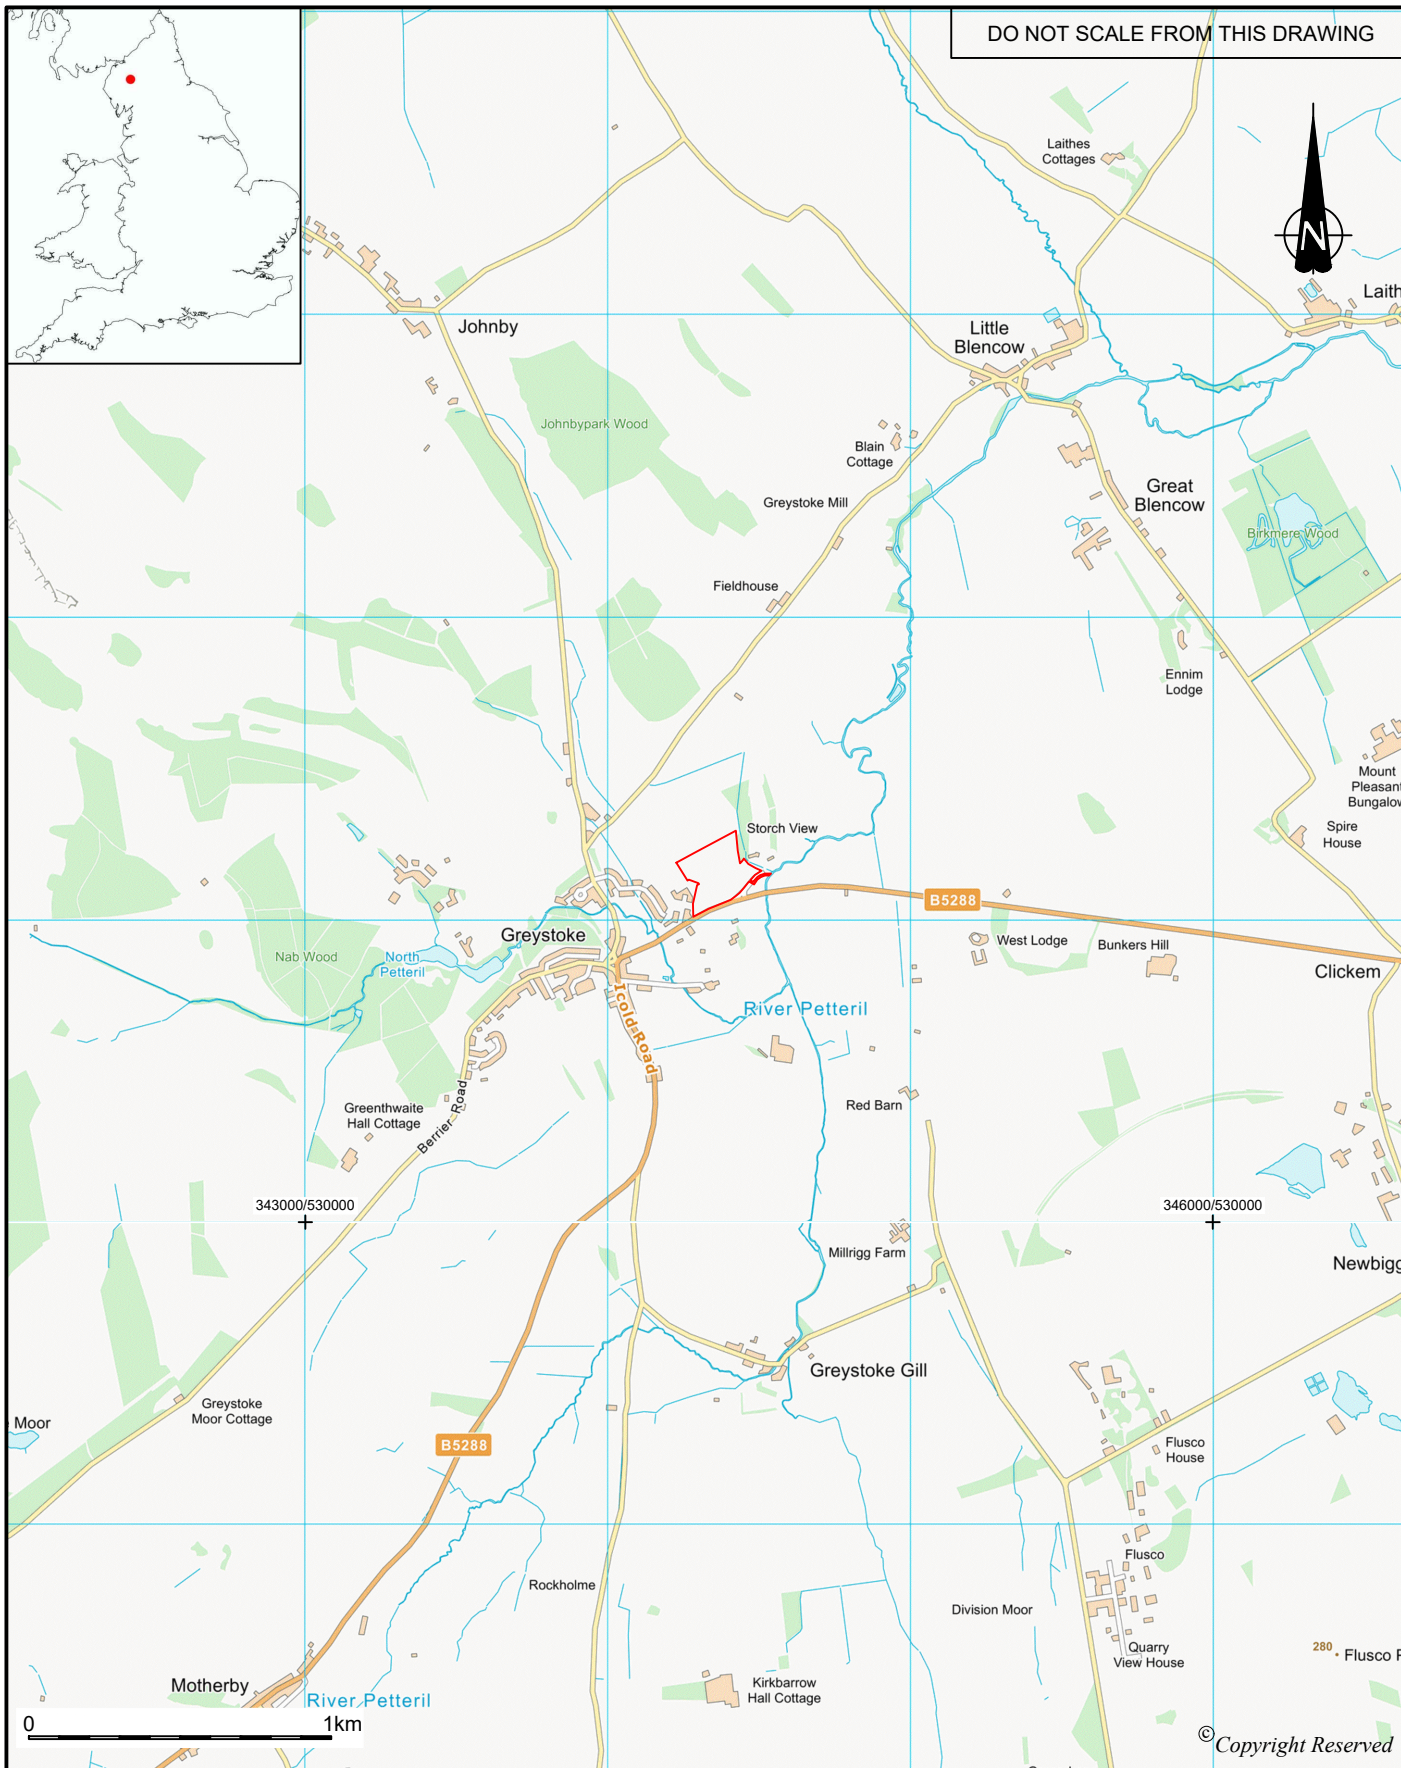 DO NOT SCALE FROM THIS DRAWING
Laithes
Cottages
N
Laith
Johnby
Little
Blencow
Johnbypark Wood
Blain
Cottage
Greystoke Mill
Great
Blencow
Birkmere Wood
Fieldhouse
Ennim
Lodge
Mount
Pleasant
Bungalow
Storch View
Spire
House
B5288
Greystoke
West Lodge
Bunkers Hill
Nab Wood
North
Petteril
Clickem
Icold Road
River Petteril
Red Barn
Greenthwaite
Hall Cottage
Berrier Road
343000/530000
346000/530000
Millrigg Farm
Newbigg
Greystoke Gill
Greystoke
Moor Cottage
Moor
B5288
Flusco
House
Flusco
Rockholme
Division Moor
Quarry
View House
280
Flusco P
Motherby
River Petteril
Kirkbarrow
Hall Cottage
0 1km
©Copyright Reserved